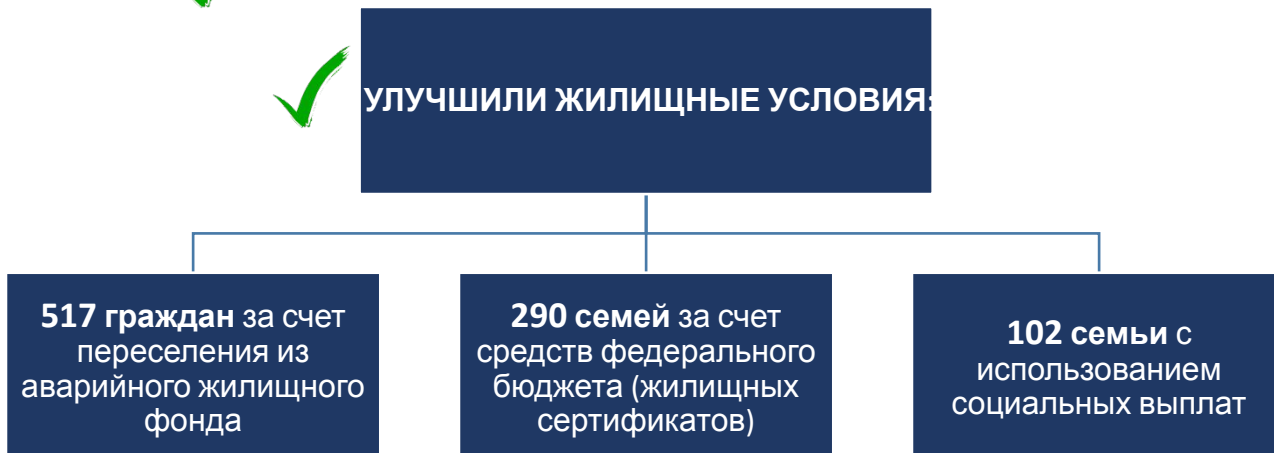 УЛУЧШИЛИ ЖИЛИЩНЫЕ УСЛОВИЯ:
517 граждан за счет
переселения из
аварийного жилищного
фонда
290 семей за счет
средств федерального
бюджета (жилищных
сертификатов)
102 семьи с
использованием
социальных выплат